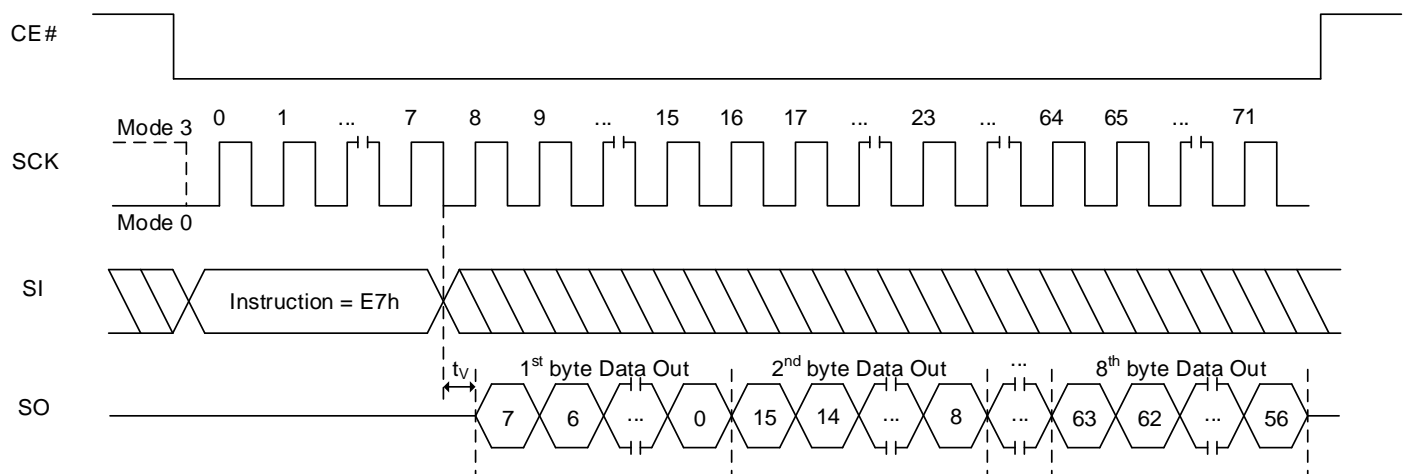 CE#
0 1 ... 7 8 9 ... 15 16 17 ... 23 ... 64 65 ... 71
Mode 3
SCK
Mode 0
SI
Instruction = E7h
tV 1st byte Data Out 2nd byte Data Out ... 8th byte Data Out
SO
7 6 ... 0 15 14 ... 8 ... 63 62 ... 56